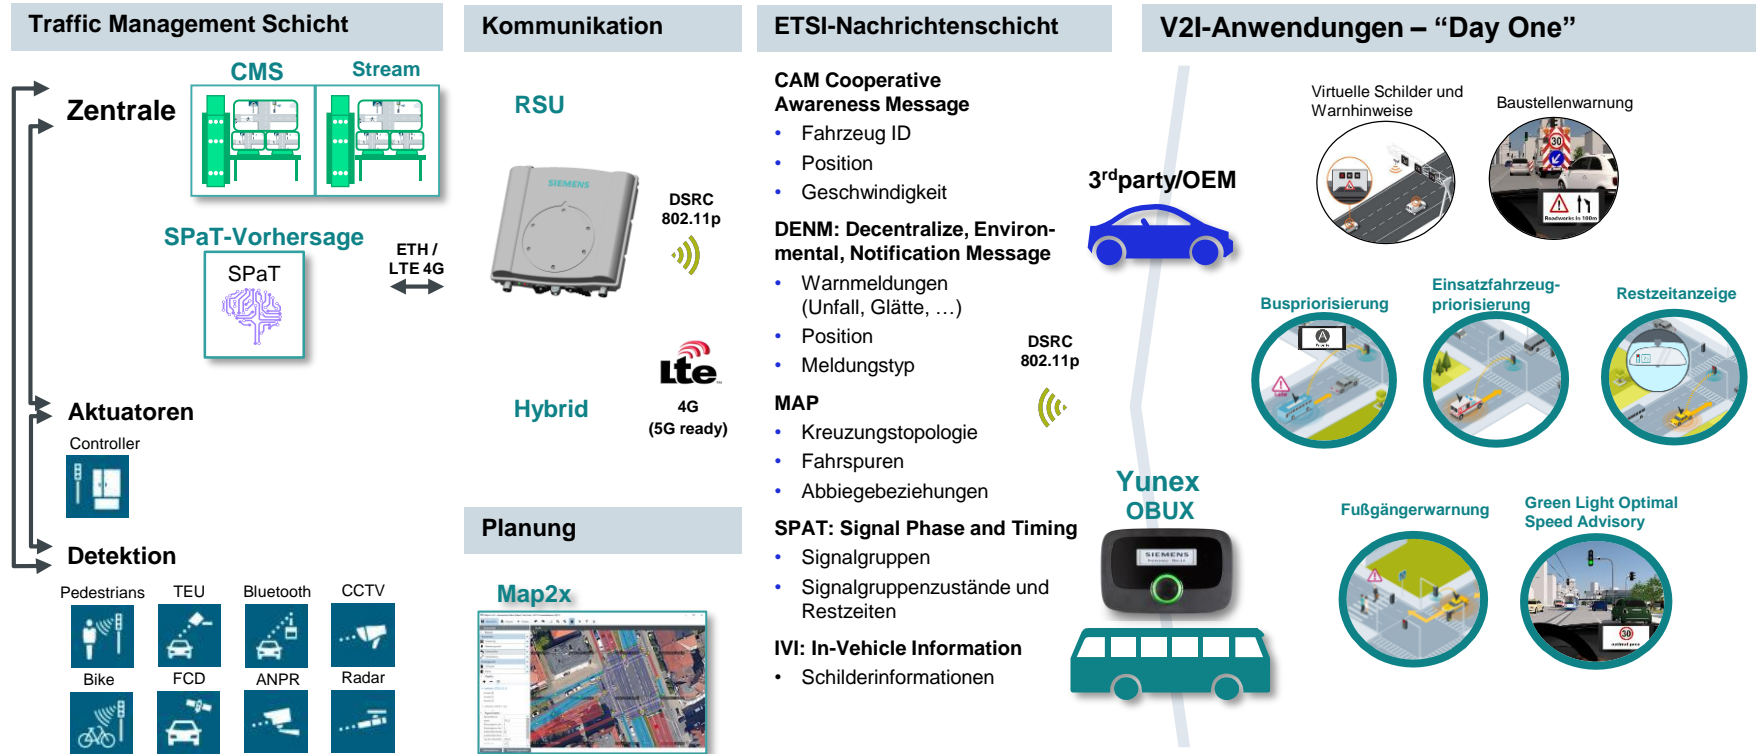 Traffic Management Schicht
CMS
Stream
Zentrale
SPaT-Vorhersage
SPaT
ETH /
LTE 4G
Aktuatoren
Controller
Detektion
Pedestrians
TEU
Bluetooth
CCTV
Bike
FCD
ANPR
Radar
Kommunikation
RSU
SIEMENS
DSRC
802.11p
Hybrid
Lte
4G
(5G ready)
Planung
Map2x
ETSI-Nachrichtenschicht
CAM Cooperative
Awareness Message
• Fahrzeug ID
• Position
• Geschwindigkeit
DENM: Decentralize, Environ-
mental, Notification Message
• Warnmeldungen
(Unfall, Glätte, …)
• Position
• Meldungstyp
MAP
• Kreuzungstopologie
• Fahrspuren
• Abbiegebeziehungen
SPAT: Signal Phase and Timing
• Signalgruppen
• Signalgruppenzustände und
Restzeiten
IVI: In-Vehicle Information
• Schilderinformationen
DSRC
802.11p
V2I-Anwendungen – “Day One”
3rdparty/OEM
Yunex
OBUX
SIEMENS
Virtuelle Schilder und
Warnhinweise
Baustellenwarnung
30
Roadworks in 100m
Buspriorisierung
Einsatzfahrzeug-
priorisierung
Restzeitanzeige
Fußgängerwarnung
Green Light Optimal
Speed Advisory
30